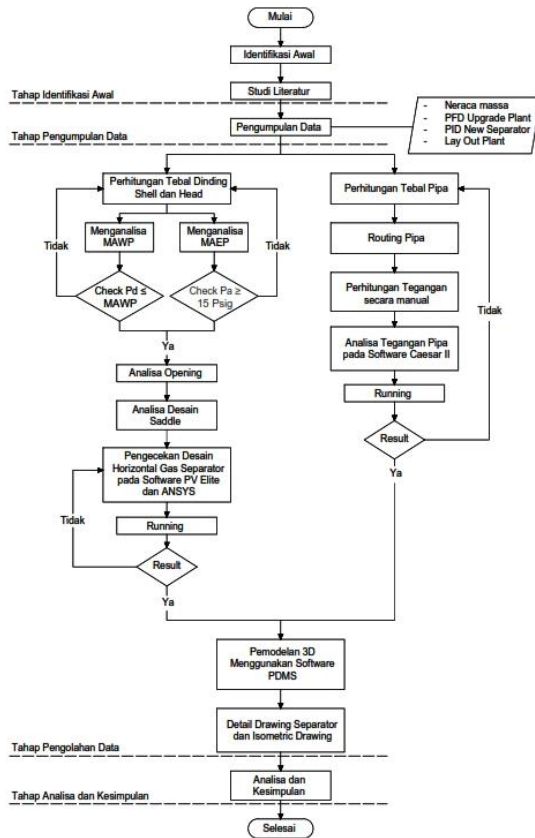 Mulai
Identifikasi Awal
Studi Literatur
Tahap Identifikasi Awal
Pengumpulan Data
- Neraca massa
- PFD Upgrade Plant
- PID New Separator
- Lay Out Plant
Tahap Pengumpulan Data
Perhitungan Tebal Dinding
Shell and Head
Tidak
Menganalisa
MAWP
Menganalisa
MAEP
Tidak
Check Pd ≤
MAWP
Check Pa ≥
15 Psig
Ya
Analisa Opening
Analisa Desain
Saddle
Pengecekan Desain
Horizontal Gas Separator
pada Software PV Elite
dan ANSYS
Tidak
Running
Result
Ya
Perhitungan Tebal Pipa
Routing Pipa
Perhitungan Tegangan
secara manual
Tidak
Analisa Tegangan Pipa
pada Software Caesar II
Running
Result
Ya
Pemodelan 3D
Menggunakan Software
PDMS
Detail Drawing Separator
dan Isometric Drawing
Tahap Pengolahan Data
Analisa dan
Kesimpulan
Tahap Analisa dan Kesimpulan
Selesai